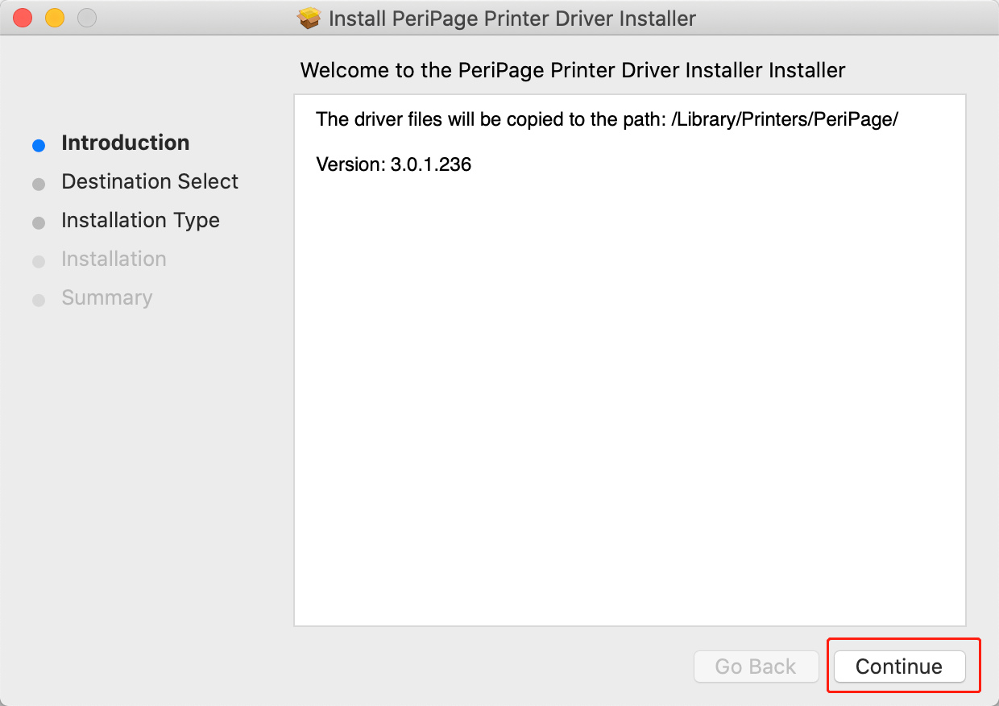 Install PeriPage Printer Driver Installer
Welcome to the PeriPage Printer Driver Installer Installer
Introduction
Destination Select
Installation Type
Installation
Summary
The driver files will be copied to the path: /Library/Printers/PeriPage/
Version: 3.0.1.236
Go Back
Continue